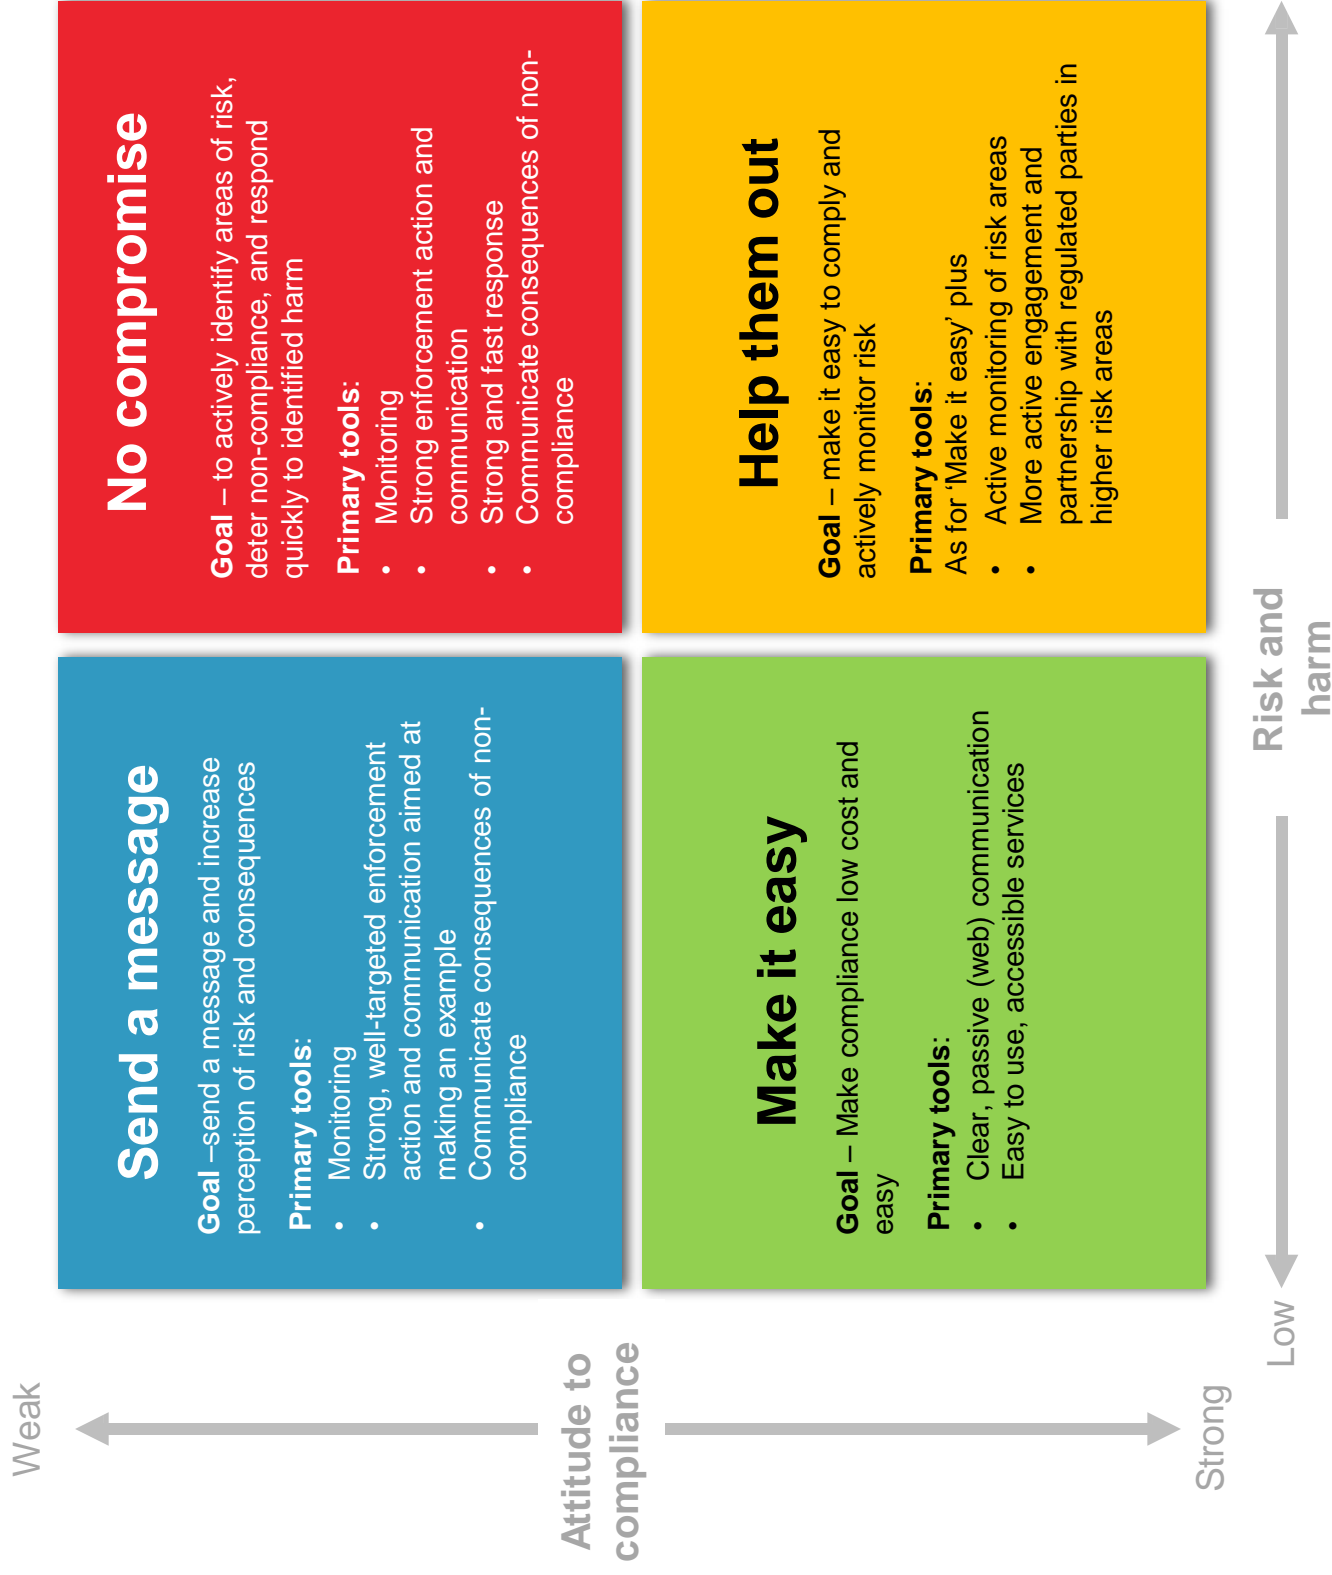 Weak
Attitude to
compliance
Strong
Send a message
Goal –send a message and increase
perception of risk and consequences
Primary tools:
• Monitoring
• Strong, well-targeted enforcement
action and communication aimed at
making an example
• Communicate consequences of non-
compliance
No compromise
Goal – to actively identify areas of risk,
deter non-compliance, and respond
quickly to identified harm
Primary tools:
• Monitoring
• Strong enforcement action and
communication
• Strong and fast response
• Communicate consequences of non-
compliance
Make it easy
Goal – Make compliance low cost and
easy
Primary tools:
• Clear, passive (web) communication
• Easy to use, accessible services
Help them out
Goal – make it easy to comply and
actively monitor risk
Primary tools:
As for ‘Make it easy’ plus
• Active monitoring of risk areas
• More active engagement and
partnership with regulated parties in
higher risk areas
Low
Risk and
harm